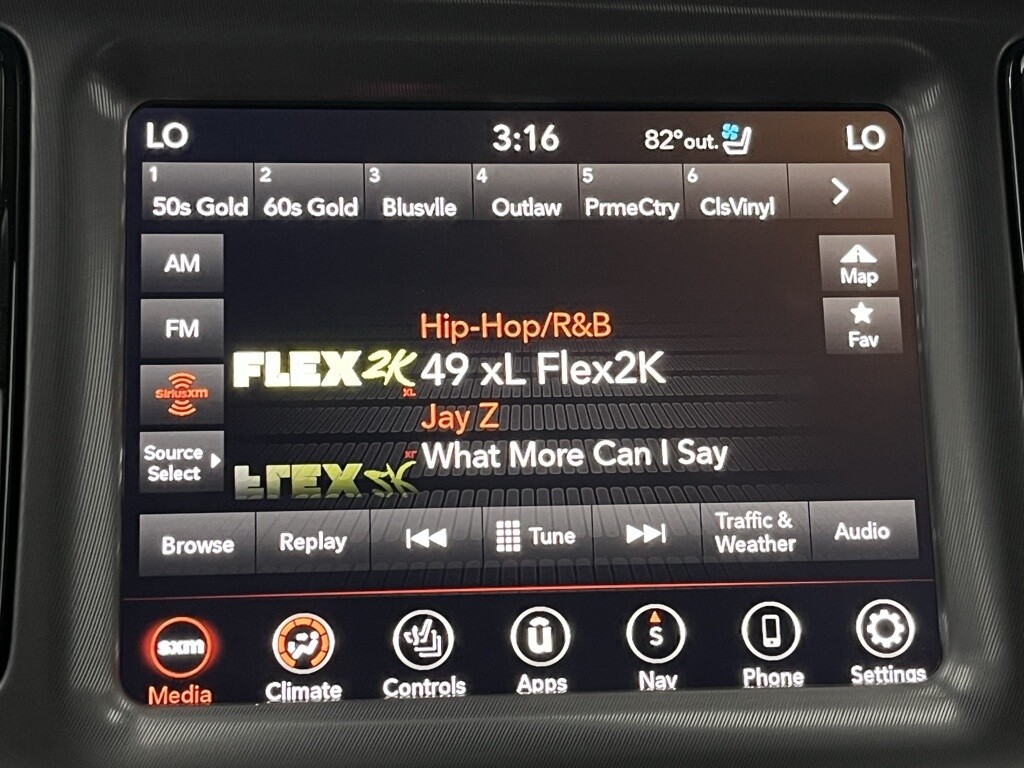 LO 3:16 82° out. LO
1 2 3 4 5 6
50s Gold 60s Gold Blusvlle Outlaw PrmeCtry ClsVinyl
AM
Map
FM
Fav
Hip-Hop/R&B
FLEX2K XL
49 xL Flex2K
SiriusXM
Jay Z
What More Can I Say
Source
Select
Browse Replay Tune Traffic &
Weather Audio
sxm
ü
S
Media Climate Controls Apps Nav Phone Settings